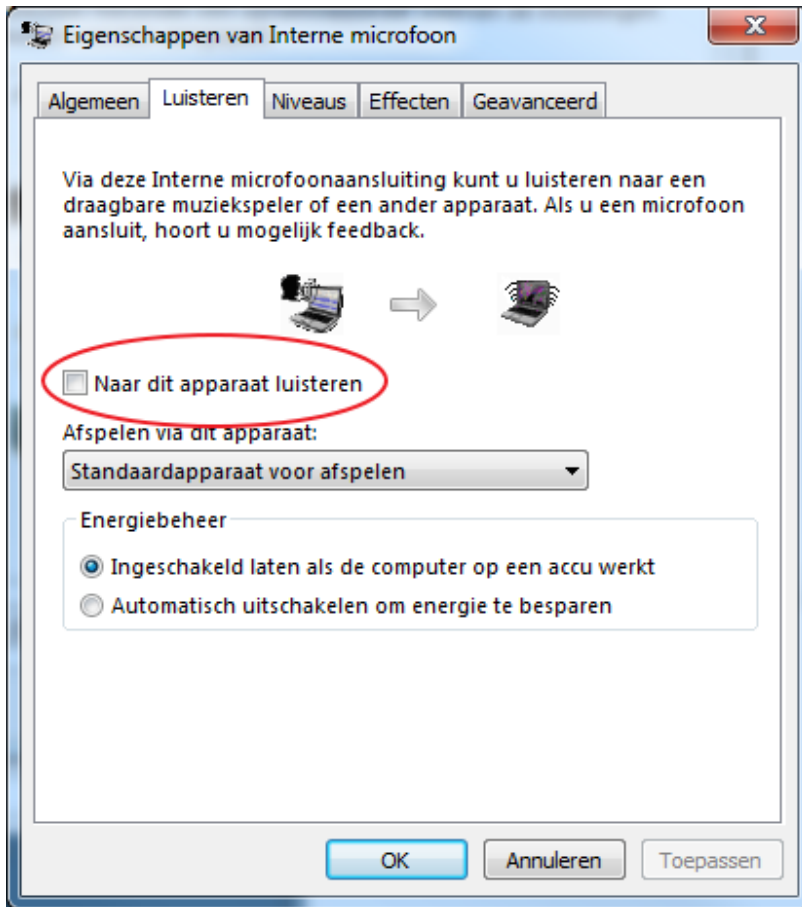 Eigenschappen van Interne microfoon
Algemeen Luisteren Niveaus Effecten Geavanceerd
Via deze Interne microfoonaansluiting kunt u luisteren naar een
draagbare muziekspeler of een ander apparaat. Als u een microfoon
aansluit, hoort u mogelijk feedback.
Naar dit apparaat luisteren
Afspelen via dit apparaat:
Standaardapparaat voor afspelen
Energiebeheer
Ingeschakeld laten als de computer op een accu werkt
Automatisch uitschakelen om energie te besparen
OK Annuleren Toepassen